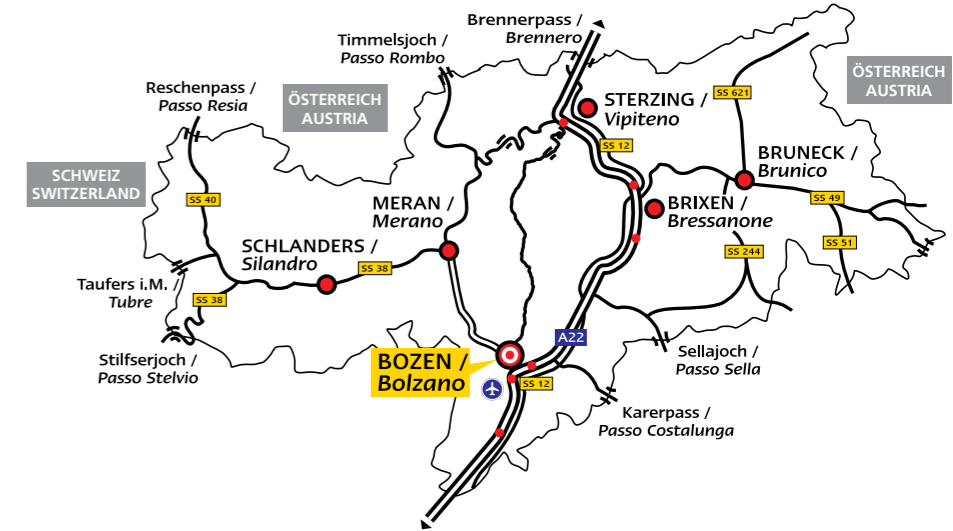 Brennerpass /
Brennero
Timmelsjoch /
Passo Rombo
ÖSTERREICH
AUSTRIA
Reschenpass /
Passo Resia
ÖSTERREICH
AUSTRIA
SS 621
STERZING /
Vipiteno
SS 12
BRUNECK /
Brunico
SCHWEIZ
SWITZERLAND
SS 40
MERAN /
Merano
BRIXEN /
Bressanone
SS 49
SCHLANDERS /
Silandro
SS 38
SS 51
SS 244
Taufers i.M. /
Tubre
SS 38
A22
Stilfserjoch /
Passo Stelvio
BOZEN /
Bolzano
SS 12
Sellajoch /
Passo Sella
Karerpass /
Passo Costalunga